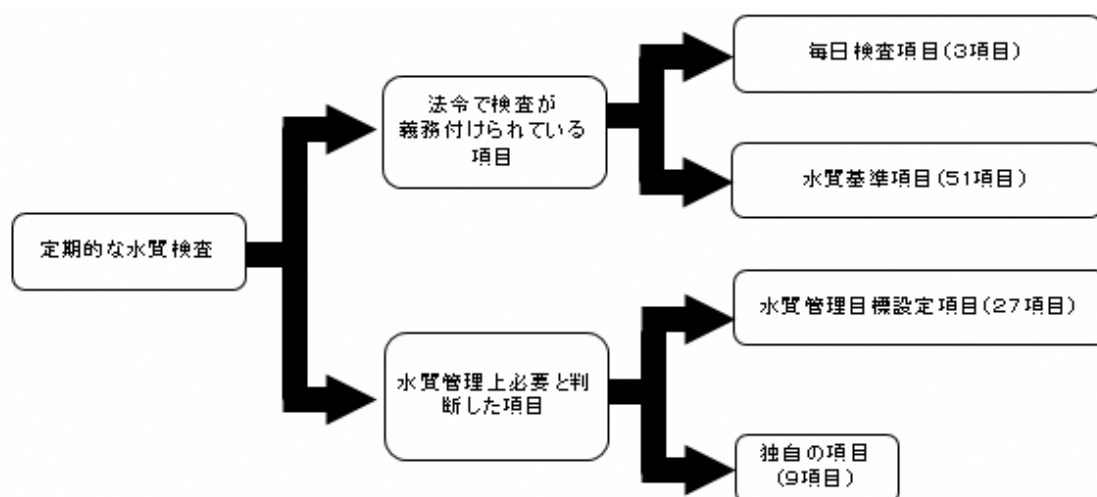 定期的な水質検査
法令で検査が
義務付けられている
項目
水質管理上必要と判
断した項目
毎日検査項目(3項目)
水質基準項目(51項目)
水質管理目標設定項目(27項目)
独自の項目
(9項目)